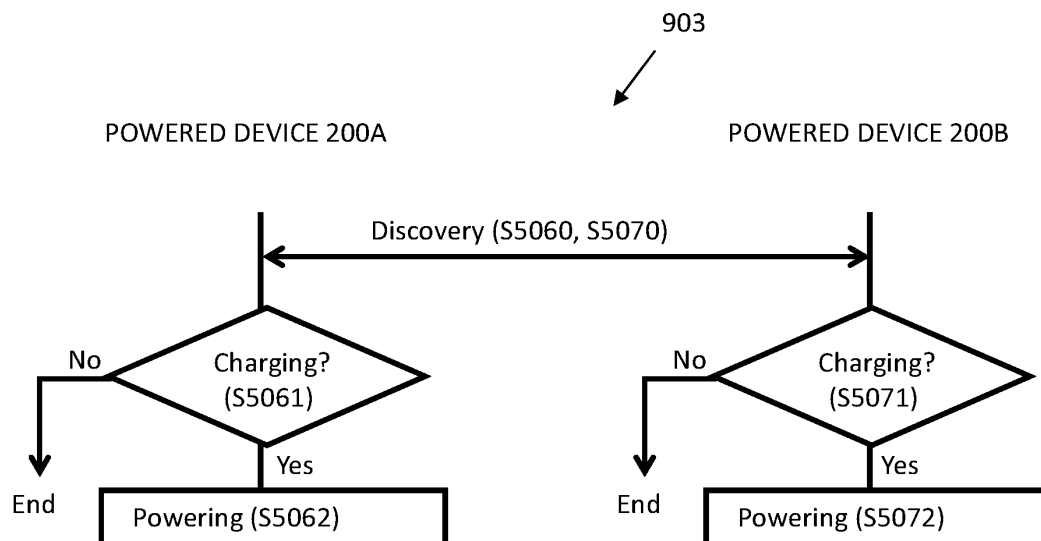 903
POWERED DEVICE 200A
POWERED DEVICE 200B
Discovery (S5060, S5070)
No
Charging?
(S5061)
Yes
End
Powering (S5062)
No
Charging?
(S5071)
Yes
End
Powering (S5072)